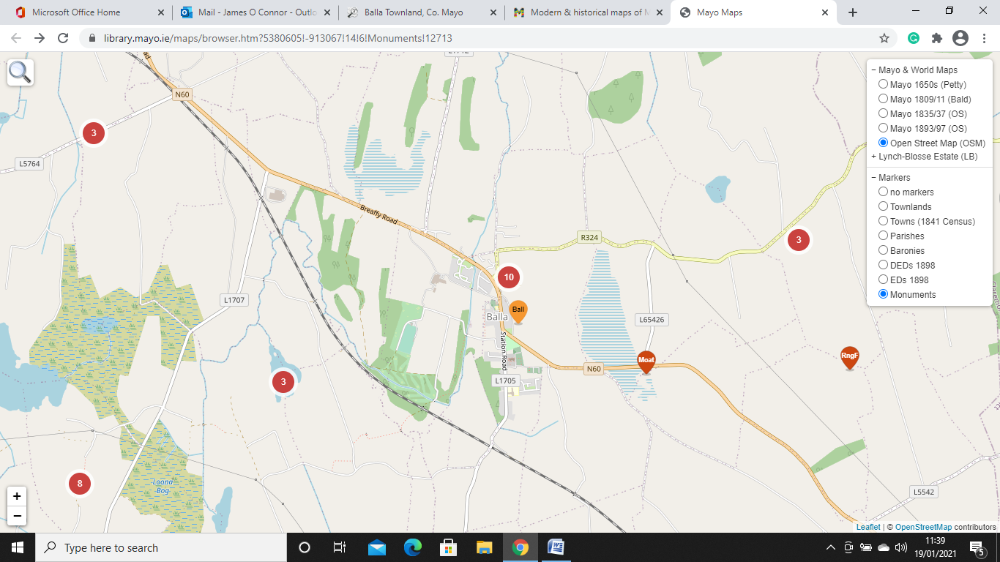 Microsoft Office Home
Mail - James O Connor - Outlo
Balla Townland, Co. Mayo
Modern & historical maps of M
Mayo Maps
library.mayo.ie/maps/browser.htm?5380605!-913067!14!6!Monuments!12713
− Mayo & World Maps
Mayo 1650s (Petty)
Mayo 1809/11 (Bald)
Mayo 1835/37 (OS)
Mayo 1893/97 (OS)
Open Street Map (OSM)
+ Lynch-Blosse Estate (LB)
− Markers
no markers
Townlands
Towns (1841 Census)
Parishes
Baronies
DEDs 1898
EDs 1898
Monuments
N60
3
L5764
Breaffy Road
R324
3
10
L1707
Ball
Balla
L65426
Station Road
Moat
RngF
N60
3
L1705
8
Loona
Bog
L5542
+
−
Leaflet | © OpenStreetMap contributors
Type here to search
11:39
19/01/2021
5